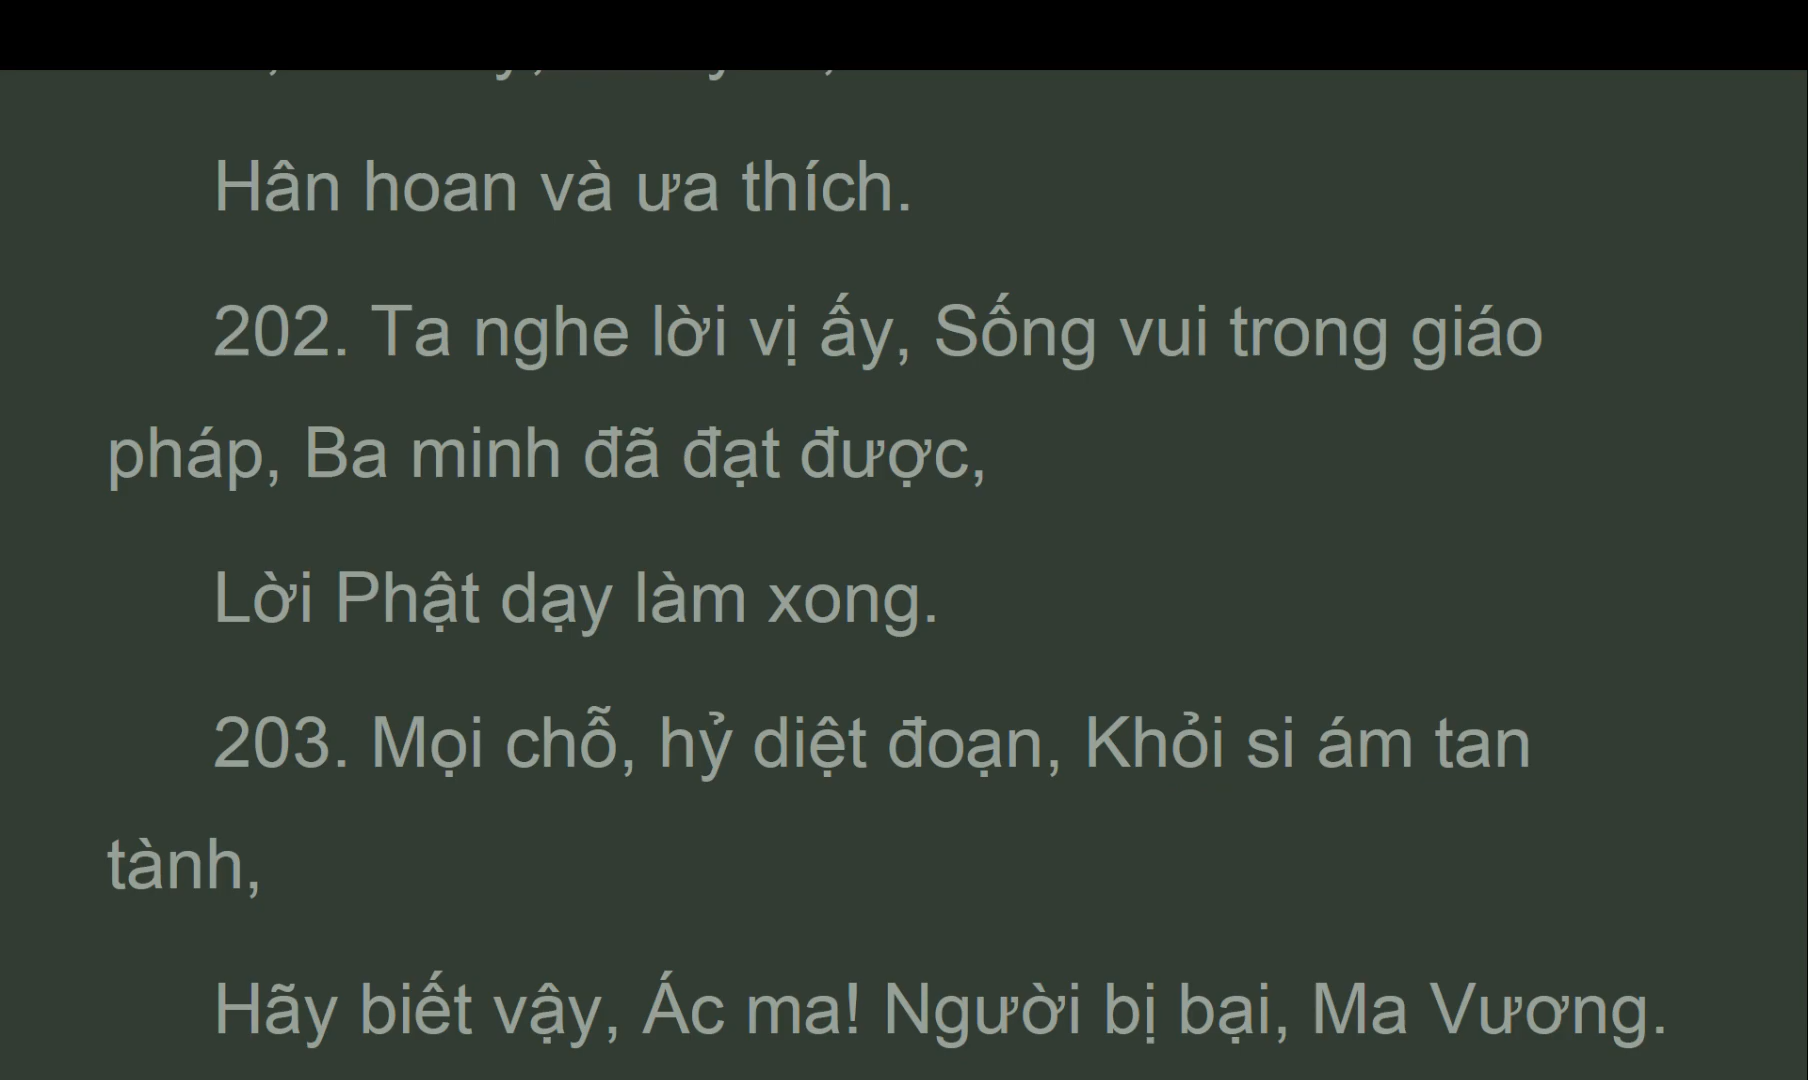 Hân hoan và ưa thích.
202. Ta nghe lời vị ấy, Sống vui trong giáo
pháp, Ba minh đã đạt được,
Lời Phật dạy làm xong.
203. Mọi chỗ, hỷ diệt đoạn, Khỏi si ám tan
tành,
Hãy biết vậy, Ác ma! Người bị bại, Ma Vương.